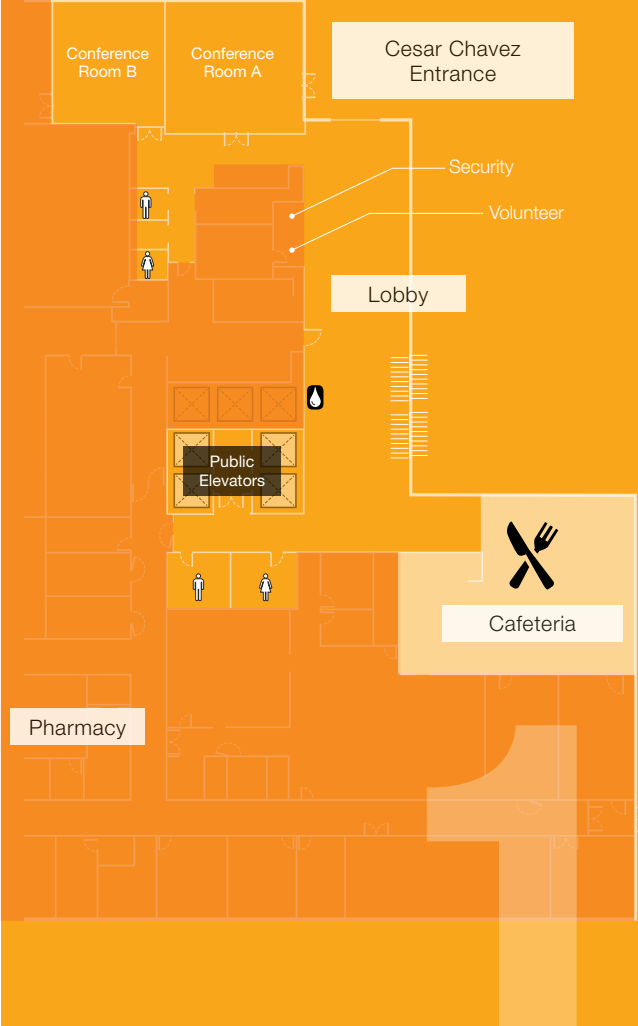 Conference
Room B
Conference
Room A
Cesar Chavez
Entrance
Security
Volunteer
Lobby
Public
Elevators
Cafeteria
Pharmacy
1